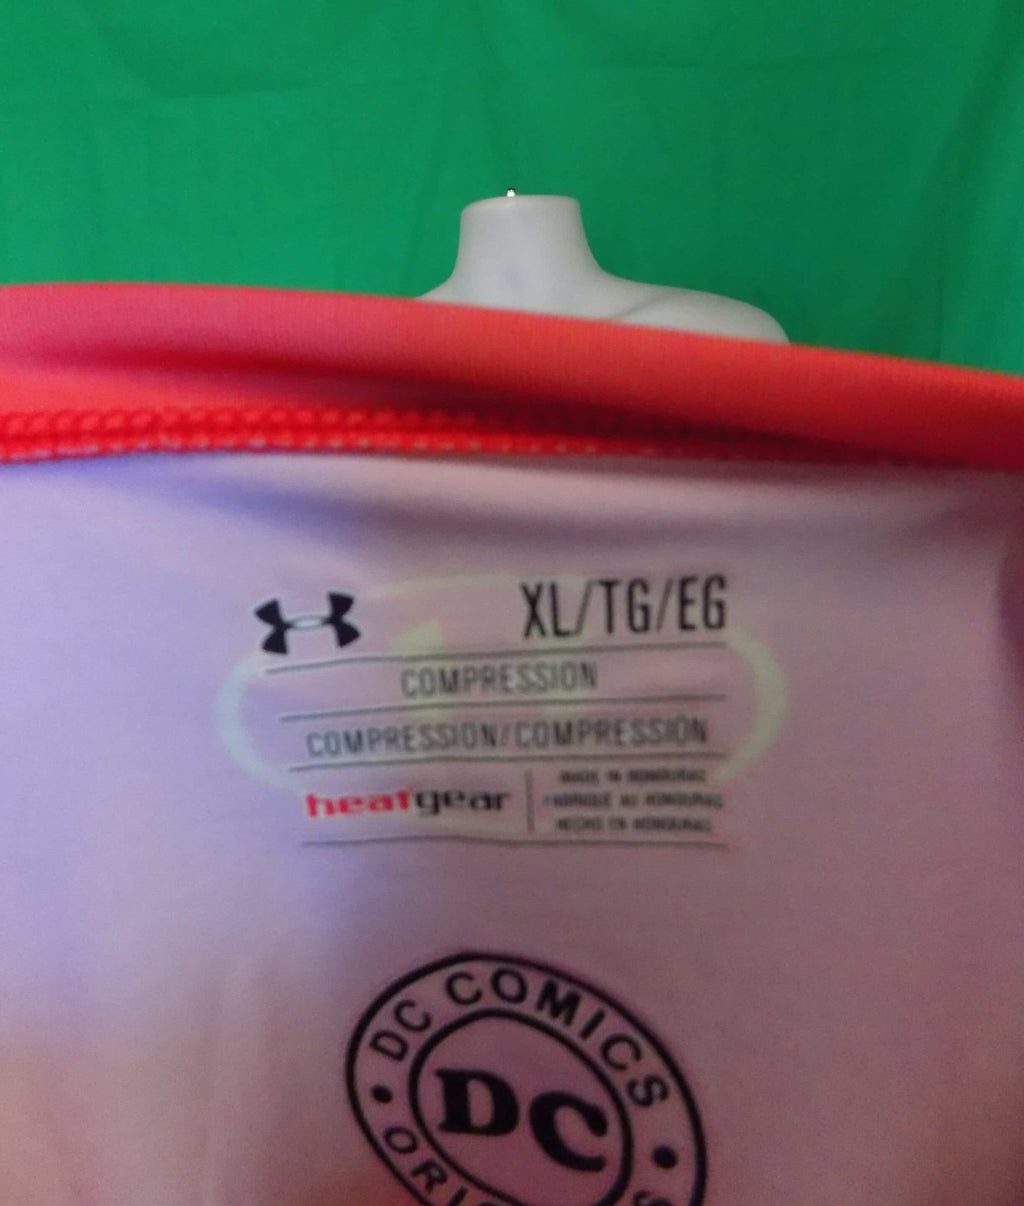 XL/TG/EG
COMPRESSION
COMPRESSION/COMPRESSIÓN
heatgear
MADE IN HONDURAS
FABRIQUÉ AU HONDURAS
HECHO EN HONDURAS
DC COMICS
DC